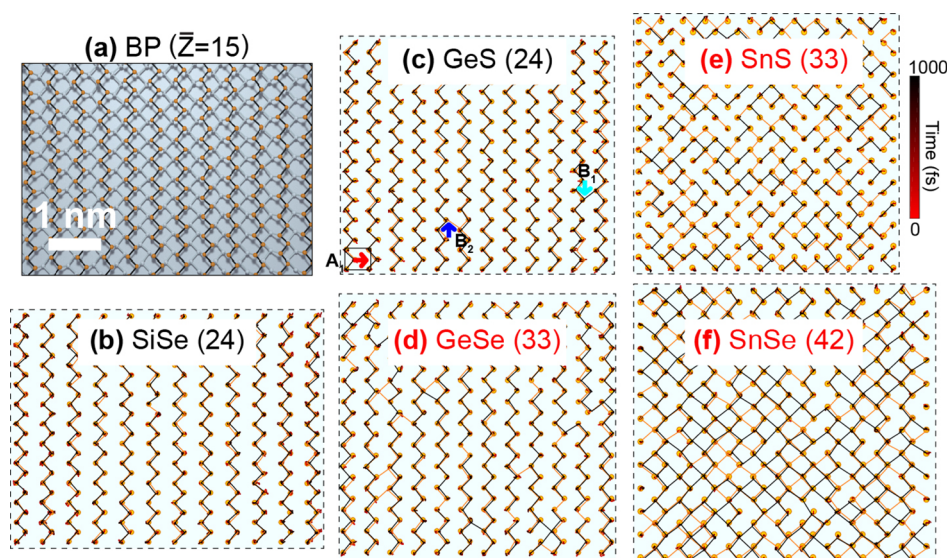 (a) BP (Z̅=15)
1 nm
(b) SiSe (24)
(c) GeS (24)
B₁
B₂
A
(d) GeSe (33)
(e) SnS (33)
1000
Time (fs)
0
(f) SnSe (42)